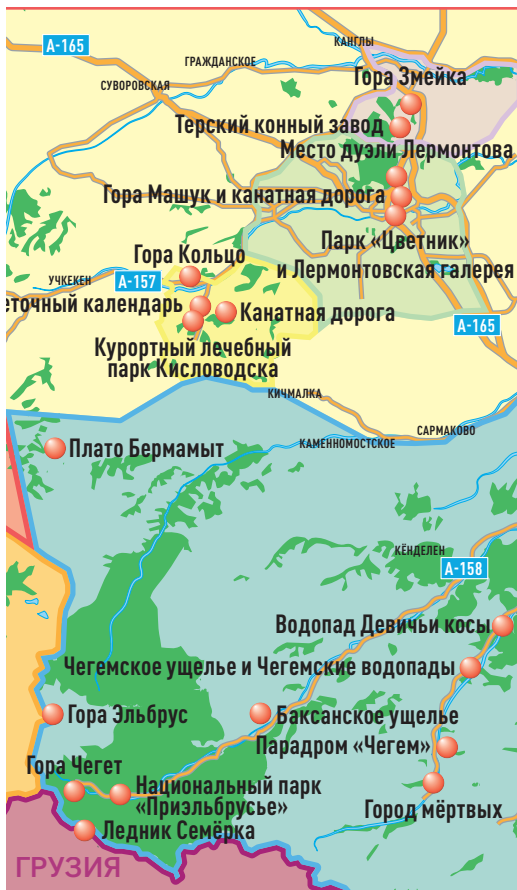 КАНГЛЫ
А-165
ГРАЖДАНСКОЕ
Гора Змейка
СУВОРОВСКАЯ
Терский конный завод
Место дуэли Лермонтова
Гора Машук и канатная дорога
Парк «Цветник»
и Лермонтовская галерея
Гора Кольцо
УЧКЕКЕН
А-157
еточный календарь
Канатная дорога
А-165
Курортный лечебный
парк Кисловодска
КИЧМАЛКА
САРМАКОВО
КАМЕННОМОСТСКОЕ
Плато Бермамыт
КЁНДЕЛЕН
А-158
Водопад Девичьи косы
Чегемское ущелье и Чегемские водопады
Гора Эльбрус
Баксанское ущелье
Парадром «Чегем»
Гора Чегет
Национальный парк
«Приэльбрусье»
Город мёртвых
Ледник Семёрка
ГРУЗИЯ